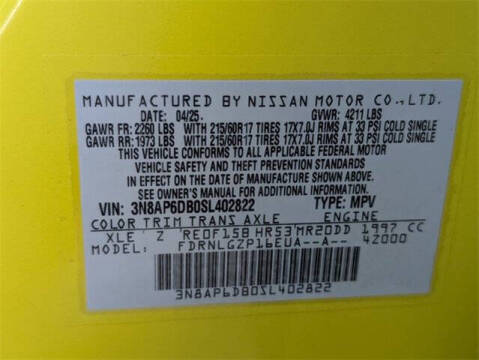 MANUFACTURED BY NISSAN MOTOR CO., LTD.
DATE: 04/25. GVWR: 4211 LBS
GAWR FR: 2260 LBS WITH 215/60R17 TIRES 17X7.0J RIMS AT 33 PSI COLD SINGLE
GAWR RR: 1973 LBS WITH 215/60R17 TIRES 17X7.0J RIMS AT 33 PSI COLD SINGLE
THIS VEHICLE CONFORMS TO ALL APPLICABLE FEDERAL MOTOR
VEHICLE SAFETY AND THEFT PREVENTION STANDARDS
IN EFFECT ON THE DATE OF MANUFACTURE SHOWN ABOVE.
SEE OWNER'S MANUAL FOR ADDITIONAL INFORMATION
VIN: 3N8AP6DB0SL402822 TYPE: MPV
COLOR TRIM TRANS AXLE ENGINE
XLE Z RE0F15B HR53 MR20DD 1997 CC
MODEL: FDRNLGZP16EUA--A-- 4Z000
3N8AP6DB0SL402822